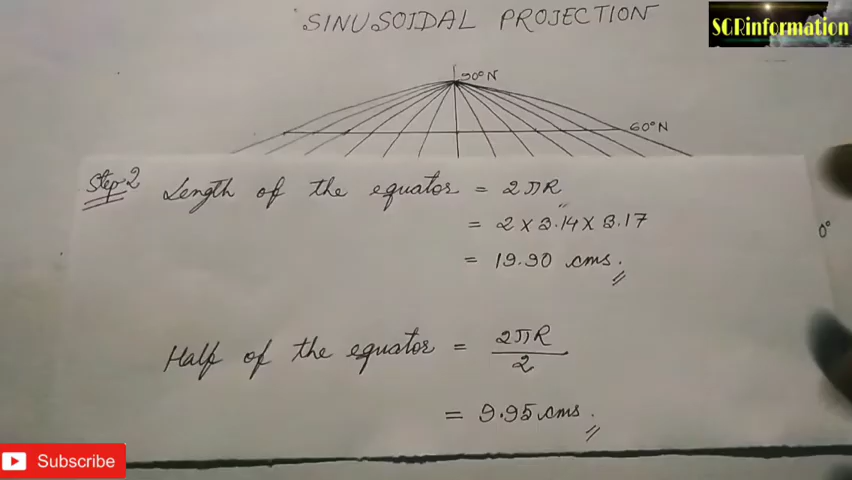 SINUSOIDAL PROJECTION
SGRinformation
90°N
60°N
Step-2 Length of the equator = 2πR
= 2 × 3.14 × 3.17
= 19.90 cms.
0°
Half of the equator = 2πR
2
= 9.95 cms.
Subscribe